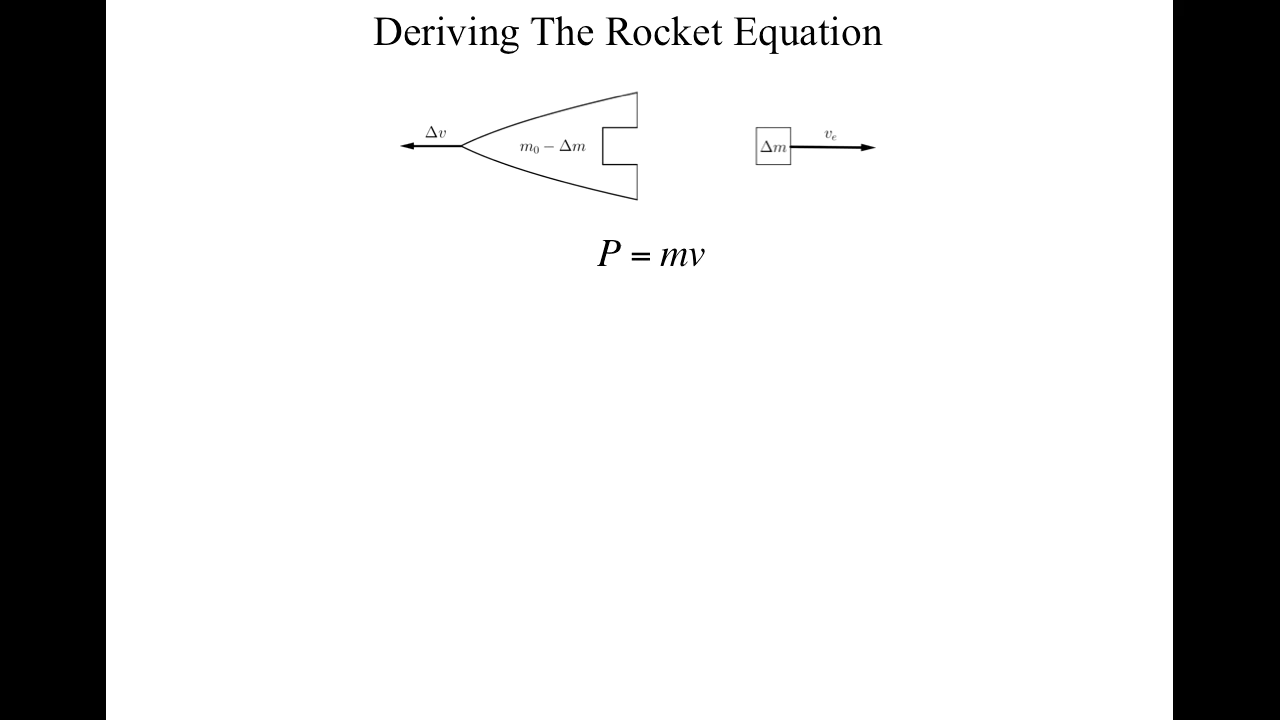 Deriving The Rocket Equation
Δv
m₀ − Δm
Δm
vₑ
P = mv